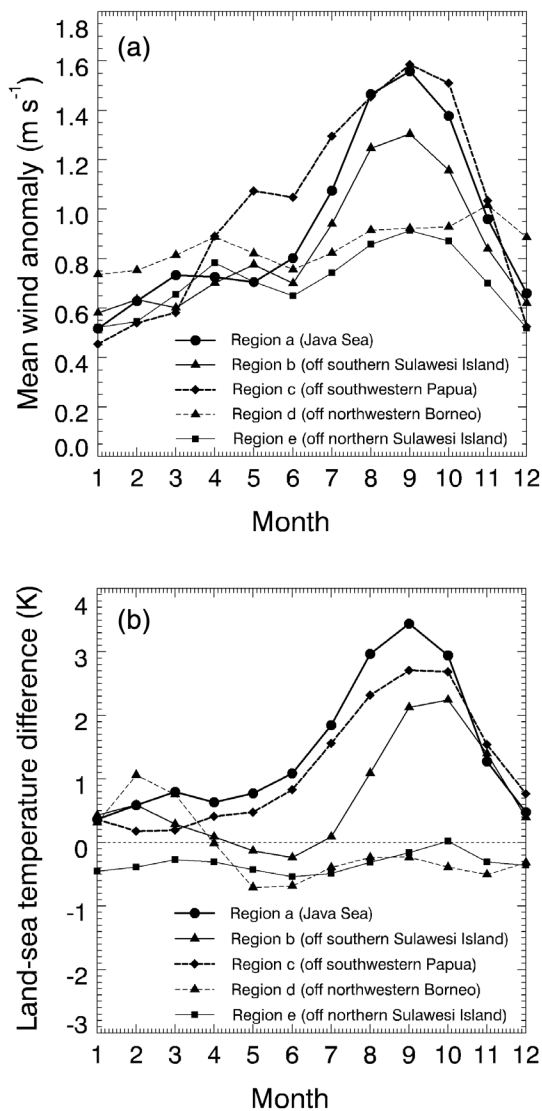 (a)
Mean wind anomaly (m s⁻¹)
1.8
1.6
1.4
1.2
1.0
0.8
0.6
0.4
0.2
0.0
Region a (Java Sea)
Region b (off southern Sulawesi Island)
Region c (off southwestern Papua)
Region d (off northwestern Borneo)
Region e (off northern Sulawesi Island)
1 2 3 4 5 6 7 8 9 10 11 12
Month
(b)
Land-sea temperature difference (K)
4
3
2
1
0
-1
-2
-3
Region a (Java Sea)
Region b (off southern Sulawesi Island)
Region c (off southwestern Papua)
Region d (off northwestern Borneo)
Region e (off northern Sulawesi Island)
1 2 3 4 5 6 7 8 9 10 11 12
Month